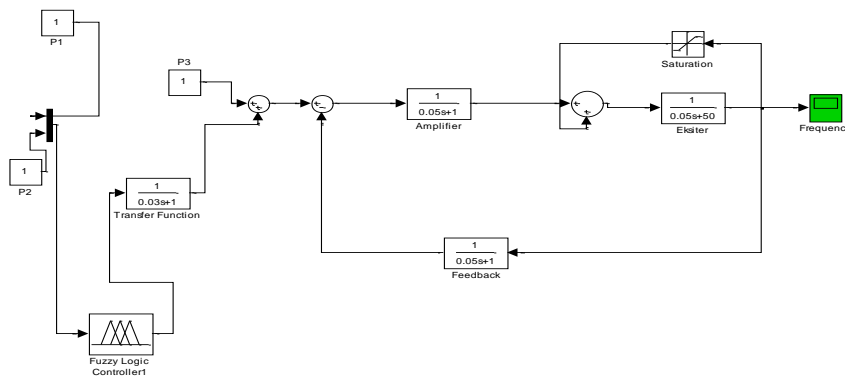 1
P1
P3
1
1
P2
1
0.03s+1
Transfer Function
Fuzzy Logic
Controller1
1
0.05s+1
Amplifier
Saturation
1
0.05s+50
Eksiter
Frequenc
1
0.05s+1
Feedback